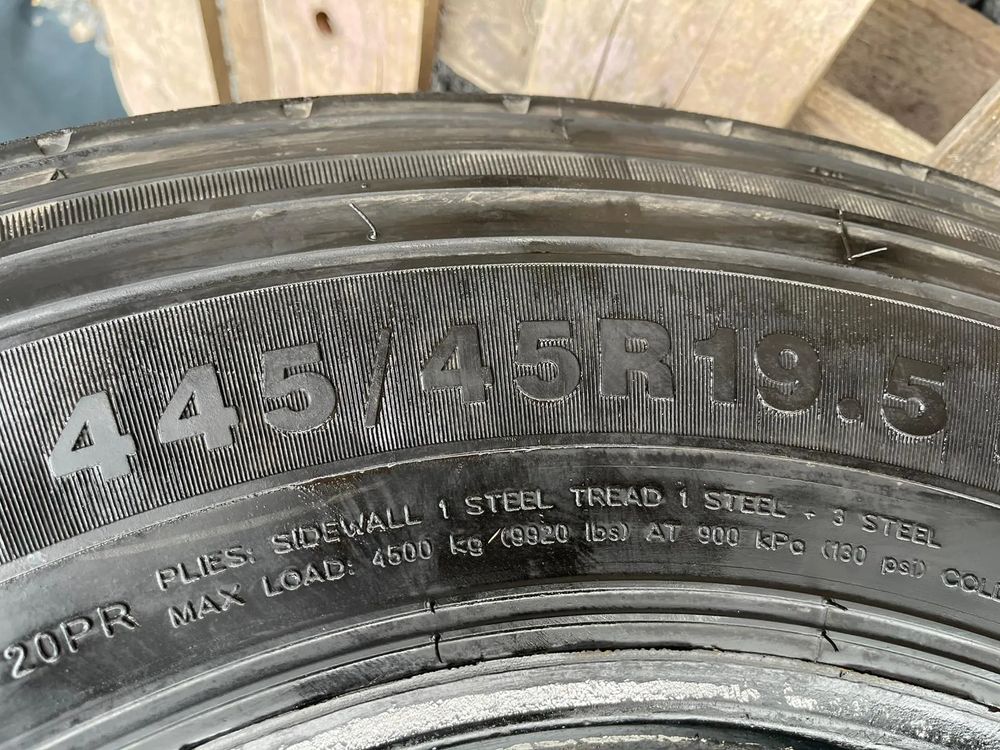 445/45R19.5
PLIES: SIDEWALL 1 STEEL TREAD 1 STEEL + 3 STEEL
20PR MAX LOAD: 4500 kg (9920 lbs) AT 900 kPa (130 psi)